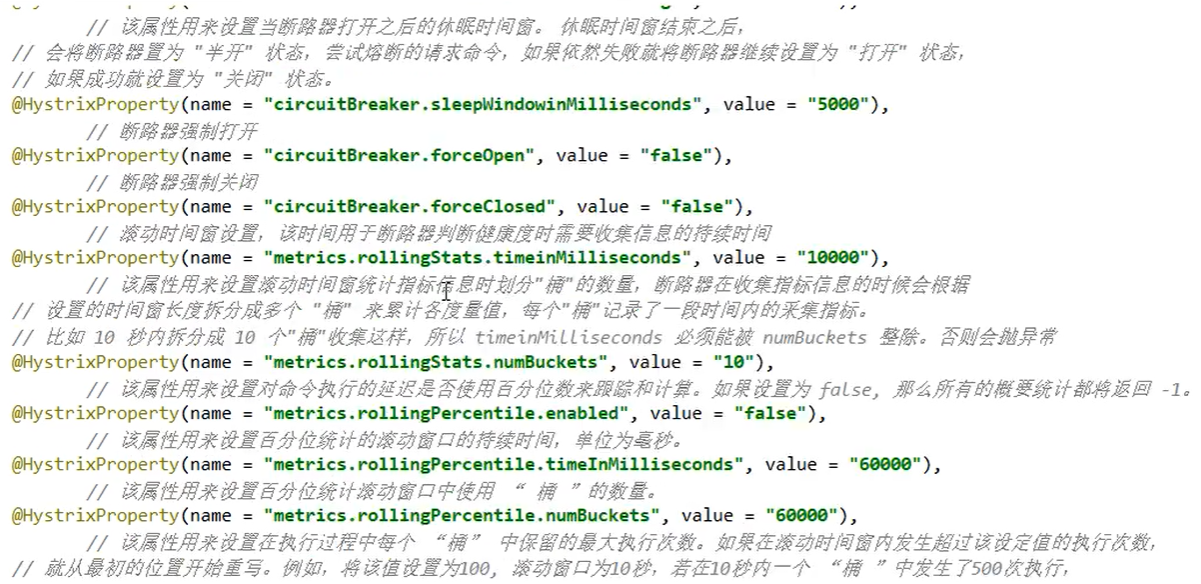 // 该属性用来设置当断路器打开之后的休眠时间窗。 休眠时间窗结束之后,
// 会将断路器置为 "半开" 状态, 尝试熔断的请求命令, 如果依然失败就将断路器继续设置为 "打开" 状态,
// 如果成功就设置为 "关闭" 状态。
@HystrixProperty(name = "circuitBreaker.sleepWindowinMilliseconds", value = "5000"),
// 断路器强制打开
@HystrixProperty(name = "circuitBreaker.forceOpen", value = "false"),
// 断路器强制关闭
@HystrixProperty(name = "circuitBreaker.forceClosed", value = "false"),
// 滚动时间窗设置, 该时间用于断路器判断健康度时需要收集信息的持续时间
@HystrixProperty(name = "metrics.rollingStats.timeinMilliseconds", value = "10000"),
// 该属性用来设置滚动时间窗统计指标信息时划分"桶"的数量, 断路器在收集指标信息的时候会根据
// 设置的时间窗长度拆分成多个 "桶" 来累计各度量值, 每个"桶"记录了一段时间内的采集指标。
// 比如 10 秒内拆分成 10 个"桶"收集这样, 所以 timeinMilliseconds 必须能被 numBuckets 整除。否则会抛异常
@HystrixProperty(name = "metrics.rollingStats.numBuckets", value = "10"),
// 该属性用来设置对命令执行的延迟是否使用百分位数来跟踪和计算。如果设置为 false, 那么所有的概要统计都将返回 -1。
@HystrixProperty(name = "metrics.rollingPercentile.enabled", value = "false"),
// 该属性用来设置百分位统计的滚动窗口的持续时间, 单位为毫秒。
@HystrixProperty(name = "metrics.rollingPercentile.timeInMilliseconds", value = "60000"),
// 该属性用来设置百分位统计滚动窗口中使用 “ 桶 ”的数量。
@HystrixProperty(name = "metrics.rollingPercentile.numBuckets", value = "60000"),
// 该属性用来设置在执行过程中每个 “桶” 中保留的最大执行次数。如果在滚动时间窗内发生超过该设定值的执行次数,
// 就从最初的位置开始重写。例如, 将该值设置为100, 滚动窗口为10秒, 若在10秒内一个 “桶 ”中发生了500次执行,